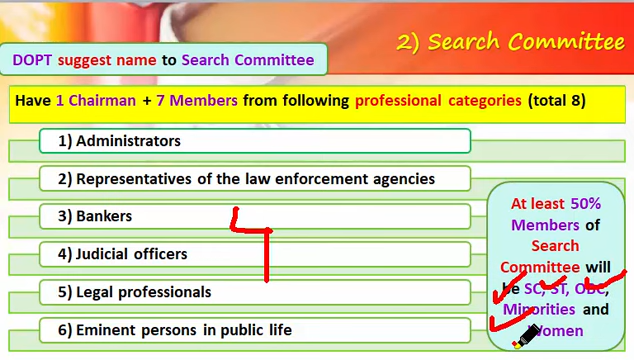 2) Search Committee
DOPT suggest name to Search Committee
Have 1 Chairman + 7 Members from following professional categories (total 8)
1) Administrators
2) Representatives of the law enforcement agencies
3) Bankers
4) Judicial officers
5) Legal professionals
6) Eminent persons in public life
At least 50%
Members of
Search
Committee will
be SC, ST, OBC,
Minorities and
Women